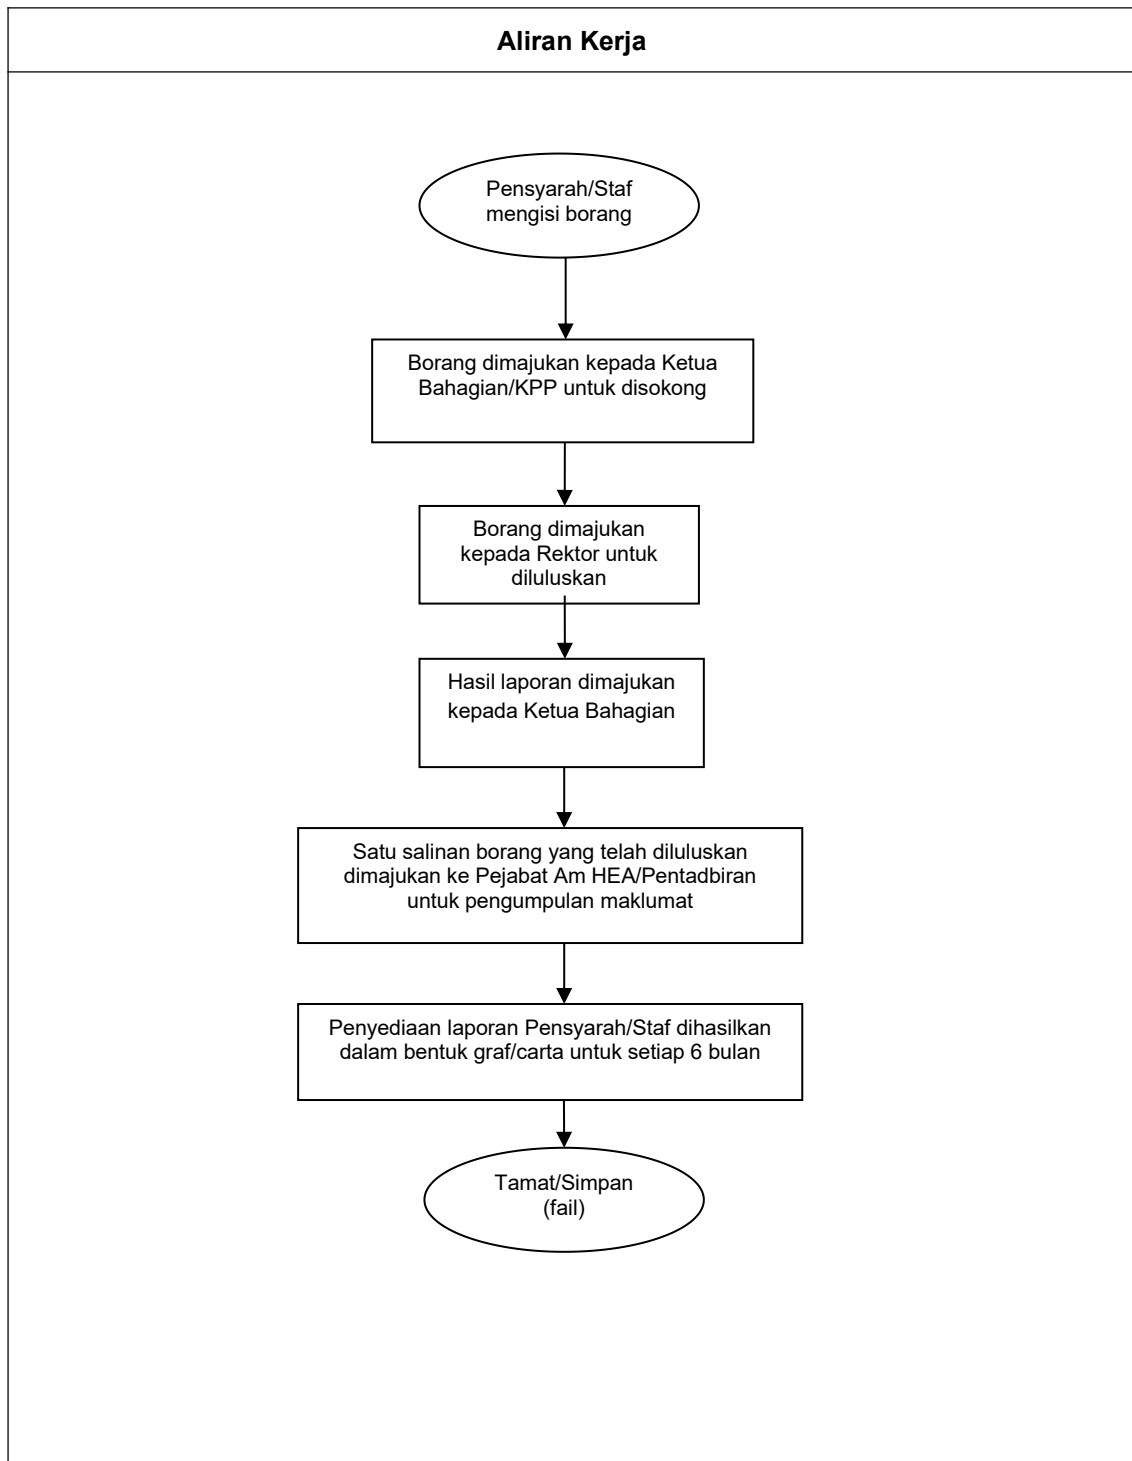 Aliran Kerja
Pensyarah/Staf
mengisi borang
Borang dimajukan kepada Ketua
Bahagian/KPP untuk disokong
Borang dimajukan
kepada Rektor untuk
diluluskan
Hasil laporan dimajukan
kepada Ketua Bahagian
Satu salinan borang yang telah diluluskan
dimajukan ke Pejabat Am HEA/Pentadbiran
untuk pengumpulan maklumat
Penyediaan laporan Pensyarah/Staf dihasilkan
dalam bentuk graf/carta untuk setiap 6 bulan
Tamat/Simpan
(fail)